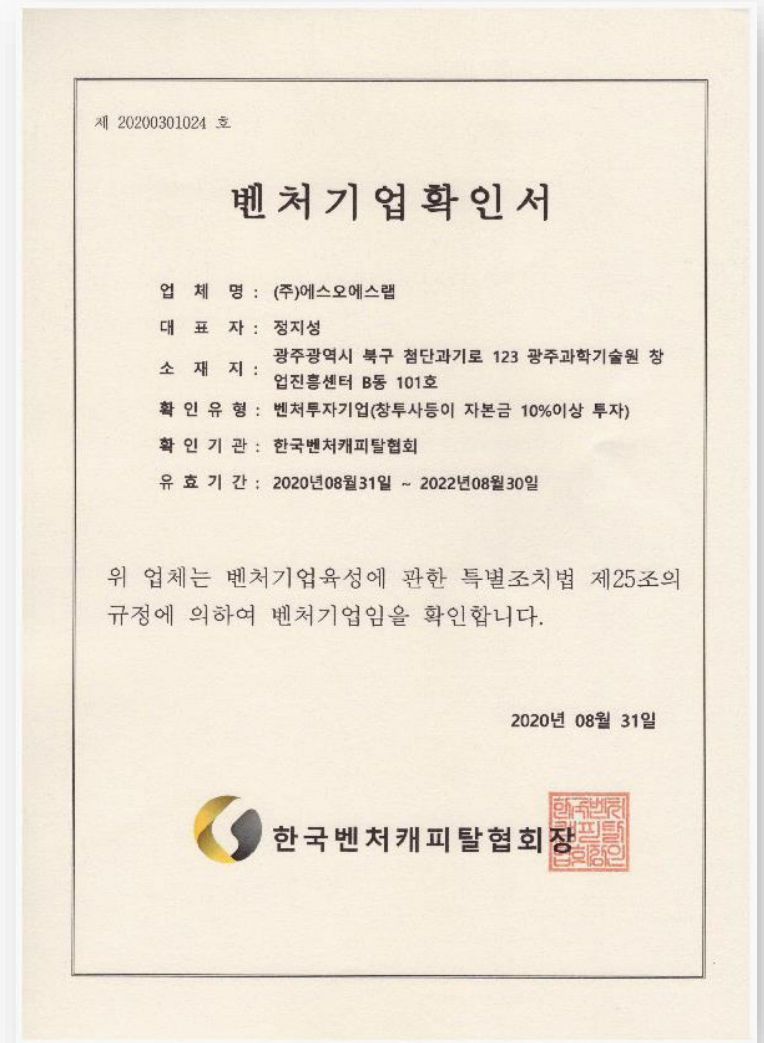 제 20200301024 호
벤처기업확인서
업 체 명 : (주)에스오에스랩
대 표 자 : 정지성
소 재 지 : 광주광역시 북구 첨단과기로 123 광주과학기술원 창
업진흥센터 B동 101호
확 인 유 형 : 벤처투자기업(창투사등이 자본금 10%이상 투자)
확 인 기 관 : 한국벤처캐피탈협회
유 효 기 간 : 2020년08월31일 ~ 2022년08월30일
위 업체는 벤처기업육성에 관한 특별조치법 제25조의
규정에 의하여 벤처기업임을 확인합니다.
2020년 08월 31일
한국벤처캐피탈협회장